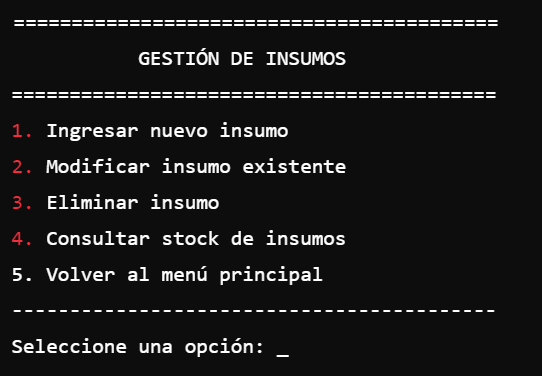 ==========================================
GESTIÓN DE INSUMOS
==========================================
1. Ingresar nuevo insumo
2. Modificar insumo existente
3. Eliminar insumo
4. Consultar stock de insumos
5. Volver al menú principal
------------------------------------------
Seleccione una opción: _